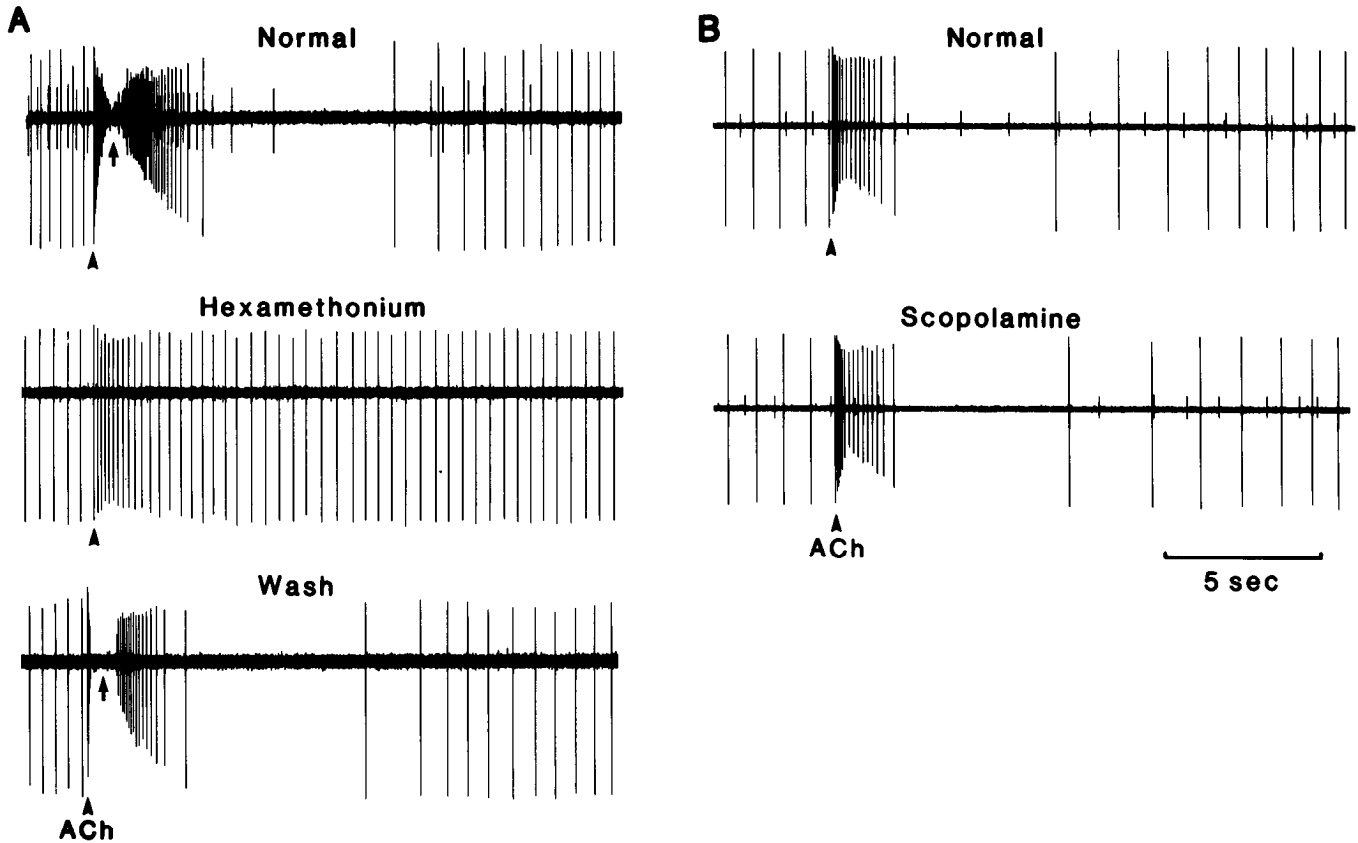 A
Normal
Hexamethonium
Wash
ACh
B
Normal
Scopolamine
ACh
5 sec